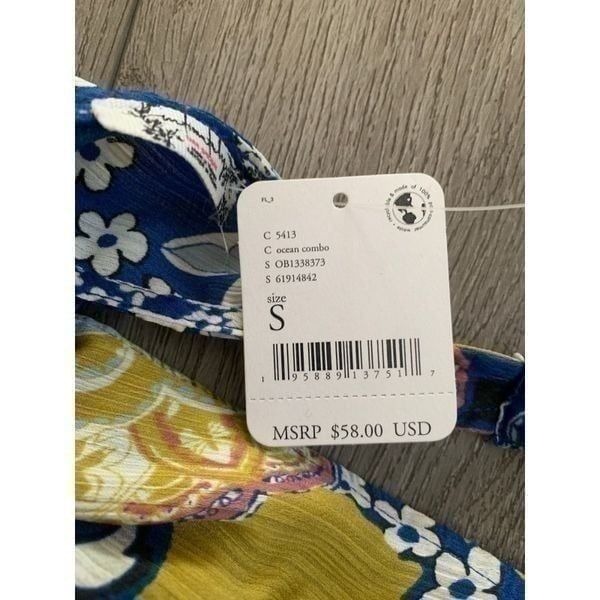 FL_3
C 5413
C ocean combo
S OB1338373
S 61914842
size
S
1 95889 13751 7
MSRP $58.00 USD